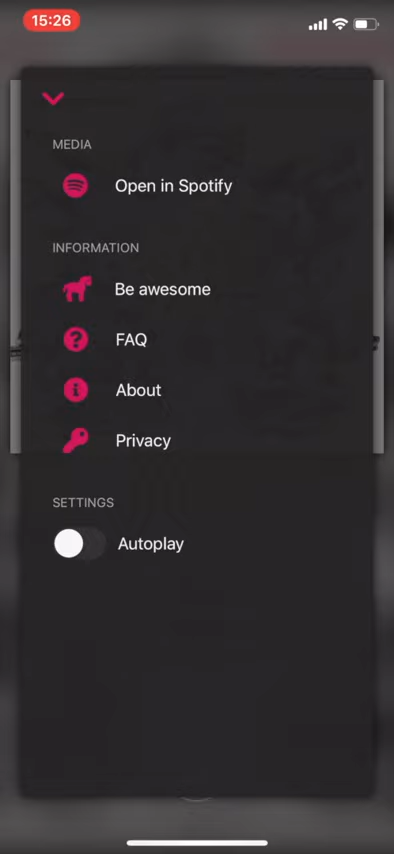 15:26
MEDIA
Open in Spotify
INFORMATION
Be awesome
FAQ
About
Privacy
SETTINGS
Autoplay